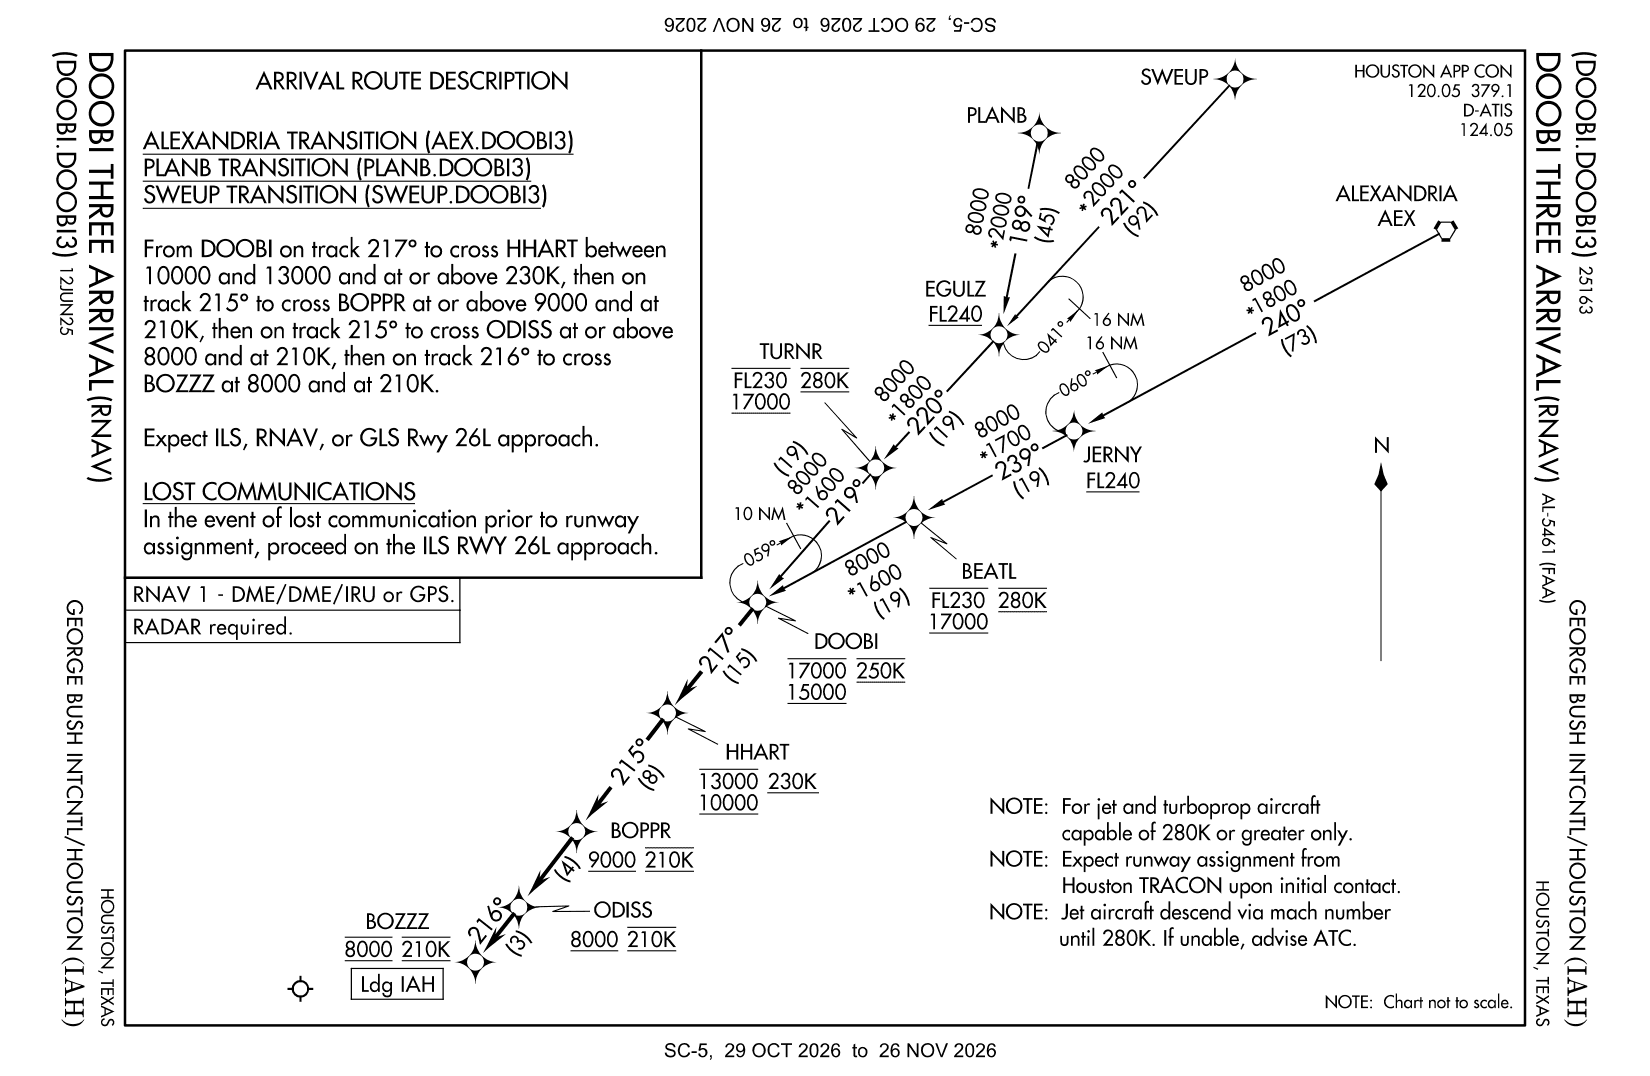 SC-5, 29 OCT 2026 to 26 NOV 2026
(DOOBI.DOOBI3) 12JUN25
DOOBI THREE ARRIVAL (RNAV)
GEORGE BUSH INTCNTL/HOUSTON (IAH)
HOUSTON, TEXAS
ARRIVAL ROUTE DESCRIPTION
ALEXANDRIA TRANSITION (AEX.DOOBI3)
PLANB TRANSITION (PLANB.DOOBI3)
SWEUP TRANSITION (SWEUP.DOOBI3)
From DOOBI on track 217° to cross HHART between
10000 and 13000 and at or above 230K, then on
track 215° to cross BOPPR at or above 9000 and at
210K, then on track 215° to cross ODISS at or above
8000 and at 210K, then on track 216° to cross
BOZZZ at 8000 and at 210K.
Expect ILS, RNAV, or GLS Rwy 26L approach.
LOST COMMUNICATIONS
In the event of lost communication prior to runway
assignment, proceed on the ILS RWY 26L approach.
RNAV 1 - DME/DME/IRU or GPS.
RADAR required.
HOUSTON APP CON
120.05 379.1
D-ATIS
124.05
SWEUP
8000
*2000
221°
(92)
PLANB
8000
*2000
189°
(45)
ALEXANDRIA
AEX
8000
*1800
240°
(73)
EGULZ
FL240
041°
16 NM
16 NM
060°
JERNY
FL240
8000
*1800
220°
(19)
8000
*1700
239°
(19)
TURNR
FL230 280K
17000
(19)
8000
*1600
219°
10 NM
059°
BEATL
FL230 280K
17000
8000
*1600
(19)
DOOBI
17000 250K
15000
217°
(15)
HHART
13000 230K
10000
215°
(8)
BOPPR
9000 210K
(4)
ODISS
8000 210K
216°
(3)
BOZZZ
8000 210K
Ldg IAH
N
NOTE: For jet and turboprop aircraft
capable of 280K or greater only.
NOTE: Expect runway assignment from
Houston TRACON upon initial contact.
NOTE: Jet aircraft descend via mach number
until 280K. If unable, advise ATC.
NOTE: Chart not to scale.
(DOOBI.DOOBI3) 25163
DOOBI THREE ARRIVAL (RNAV) AL-5461 (FAA)
GEORGE BUSH INTCNTL/HOUSTON (IAH)
HOUSTON, TEXAS
SC-5, 29 OCT 2026 to 26 NOV 2026